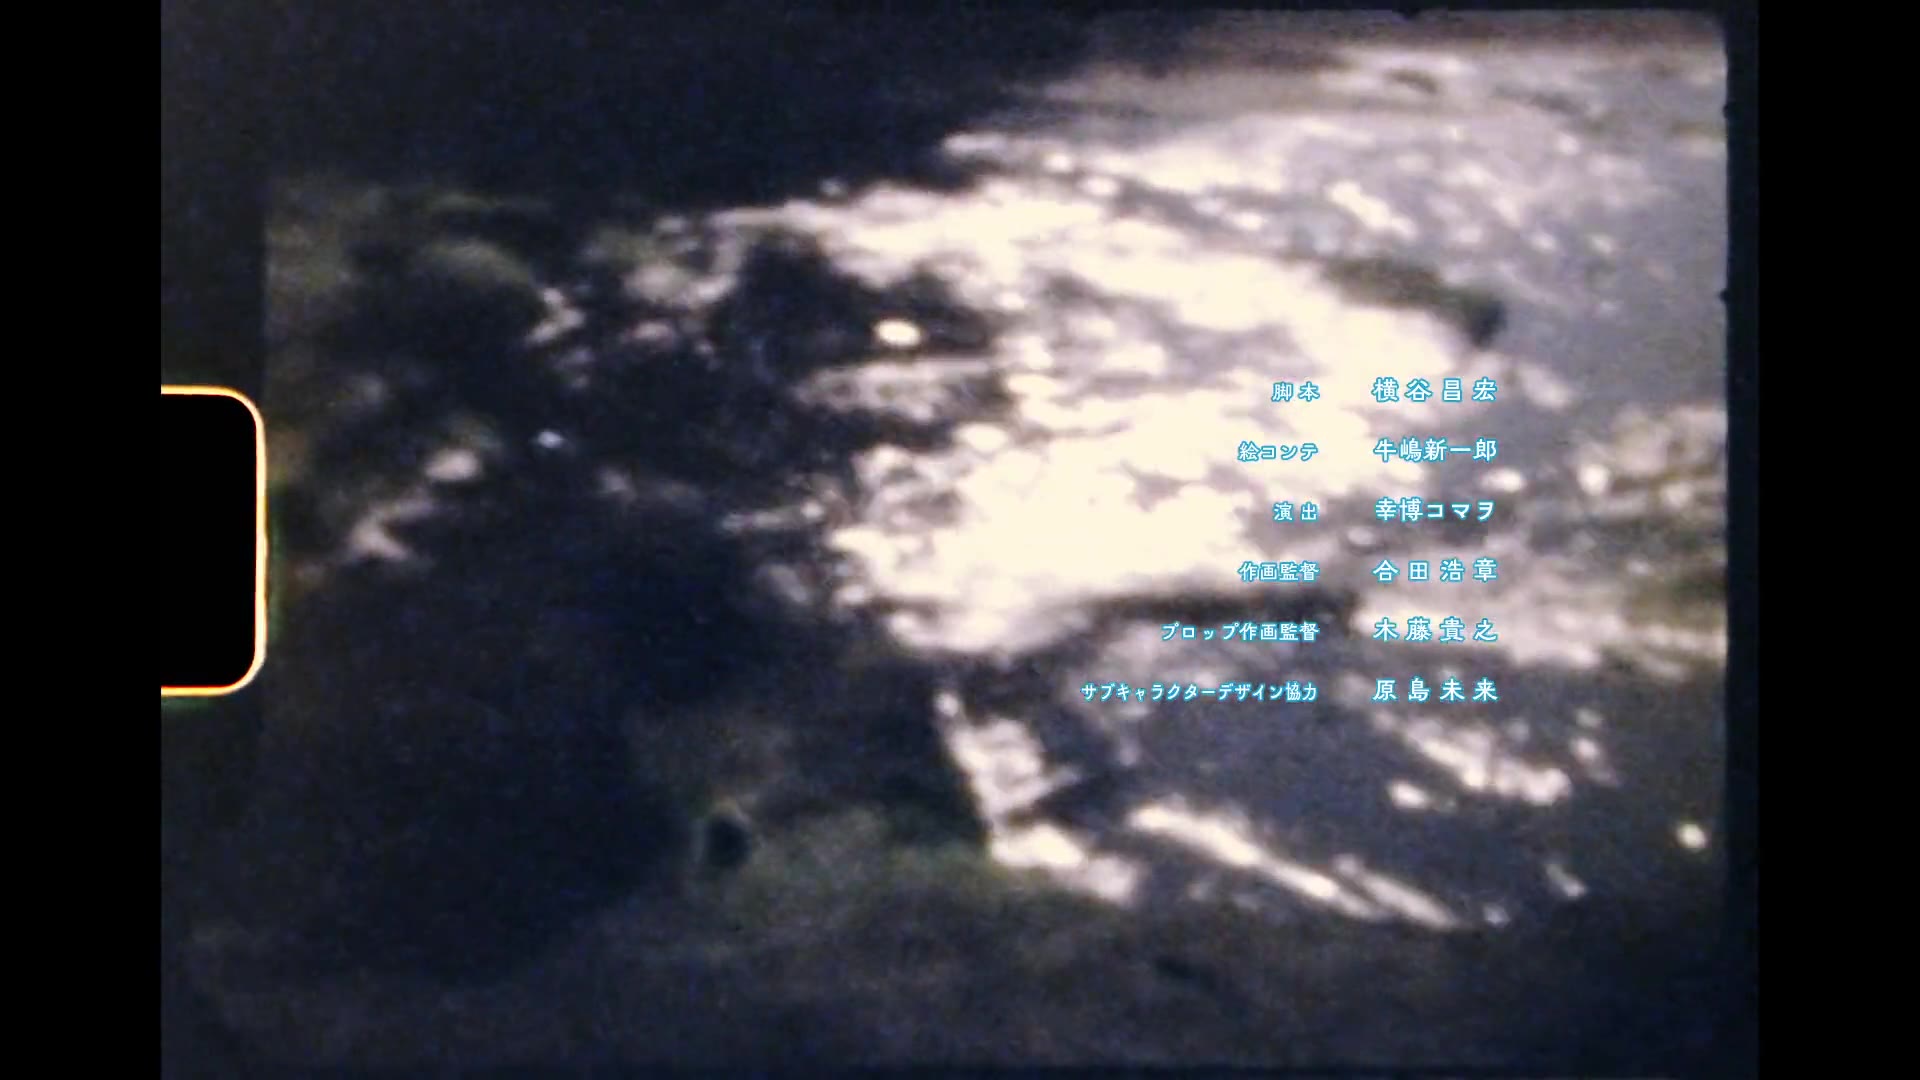 脚本 横谷昌宏
絵コンテ 牛嶋新一郎
演出 幸博コマヲ
作画監督 合田浩章
プロップ作画監督 木藤貴之
サブキャラクターデザイン協力 原島未来